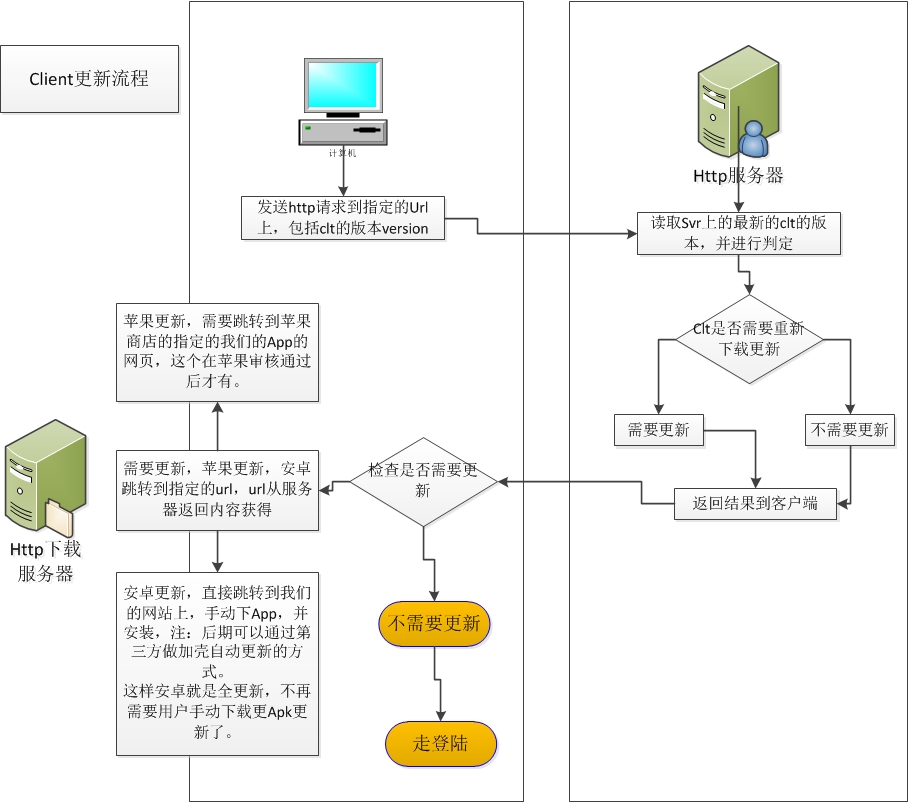 Client更新流程
计算机
Http服务器
发送http请求到指定的Url
上，包括clt的版本version
读取Svr上的最新的clt的版
本，并进行判定
Clt是否需要重新
下载更新
需要更新
不需要更新
返回结果到客户端
检查是否需要更
新
苹果更新，需要跳转到苹果
商店的指定的我们的App的
网页，这个在苹果审核通过
后才有。
需要更新，苹果更新，安卓
跳转到指定的url，url从服务
器返回内容获得
Http下载
服务器
安卓更新，直接跳转到我们
的网站上，手动下App，并
安装，注：后期可以通过第
三方做加壳自动更新的方
式。
这样安卓就是全更新，不再
需要用户手动下载更Apk更
新了。
不需要更新
走登陆